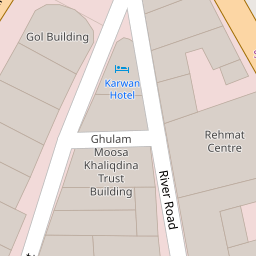 Gol Building
Karwan
Hotel
Ghulam
Moosa
Khaliqdina
Trust
Building
Rehmat
Centre
River Road